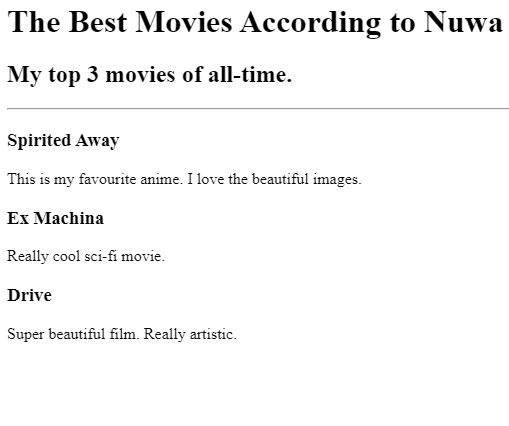 The Best Movies According to Nuwa
My top 3 movies of all-time.
Spirited Away
This is my favourite anime. I love the beautiful images.
Ex Machina
Really cool sci-fi movie.
Drive
Super beautiful film. Really artistic.